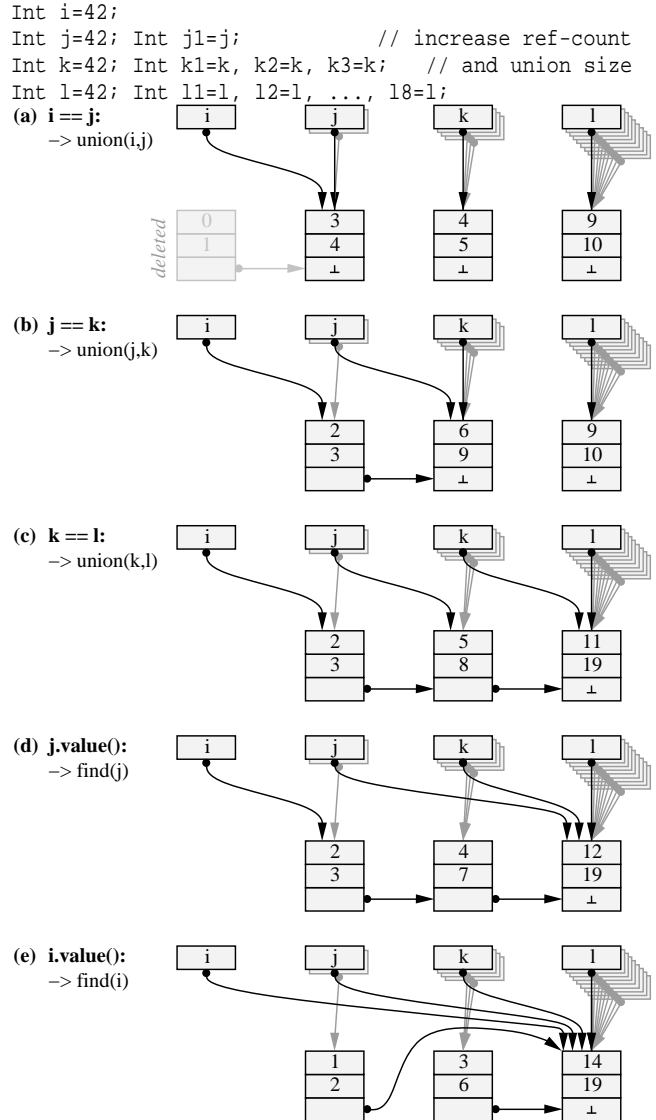 Int i=42;
Int j=42; Int j1=j; // increase ref-count
Int k=42; Int k1=k, k2=k, k3=k; // and union size
Int l=42; Int l1=l, l2=l, ..., l8=l;
(a) i == j: i j k l
−> union(i,j)
deleted
0 3 4 9
1 4 5 10
⊥ ⊥ ⊥
(b) j == k: i j k l
−> union(j,k)
2 6 9
3 9 10
⊥ ⊥
(c) k == l: i j k l
−> union(k,l)
2 5 11
3 8 19
⊥
(d) j.value(): i j k l
−> find(j)
2 4 12
3 7 19
⊥
(e) i.value(): i j k l
−> find(i)
1 3 14
2 6 19
⊥